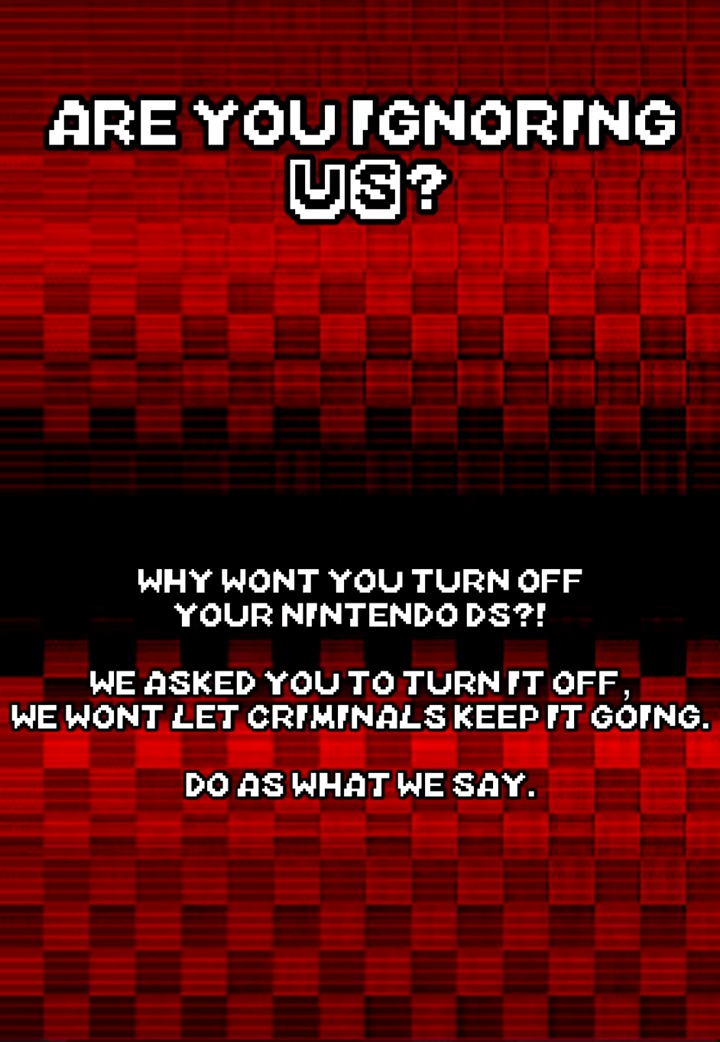 ARE YOU IGNORING
US?
WHY WONT YOU TURN OFF
YOUR NINTENDO DS?!
WE ASKED YOU TO TURN IT OFF,
WE WONT LET CRIMINALS KEEP IT GOING.
DO AS WHAT WE SAY.